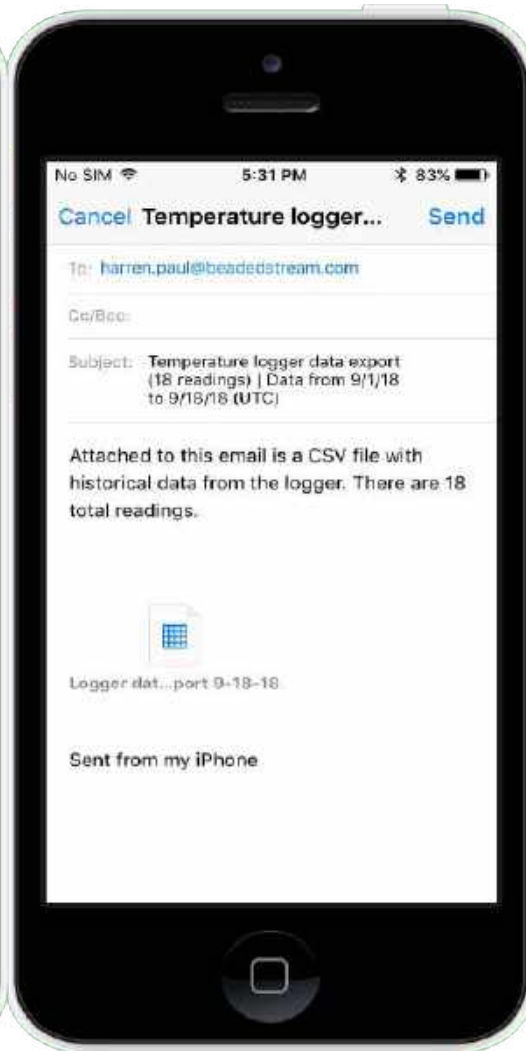 No SIM 5:31 PM 83%
Cancel Temperature logger... Send
To: harren.paul@beadedstream.com
Cc/Bcc:
Subject: Temperature logger data export
(18 readings) | Data from 9/1/18
to 9/18/18 (UTC)
Attached to this email is a CSV file with
historical data from the logger. There are 18
total readings.
Logger dat...port 9-18-18.
Sent from my iPhone